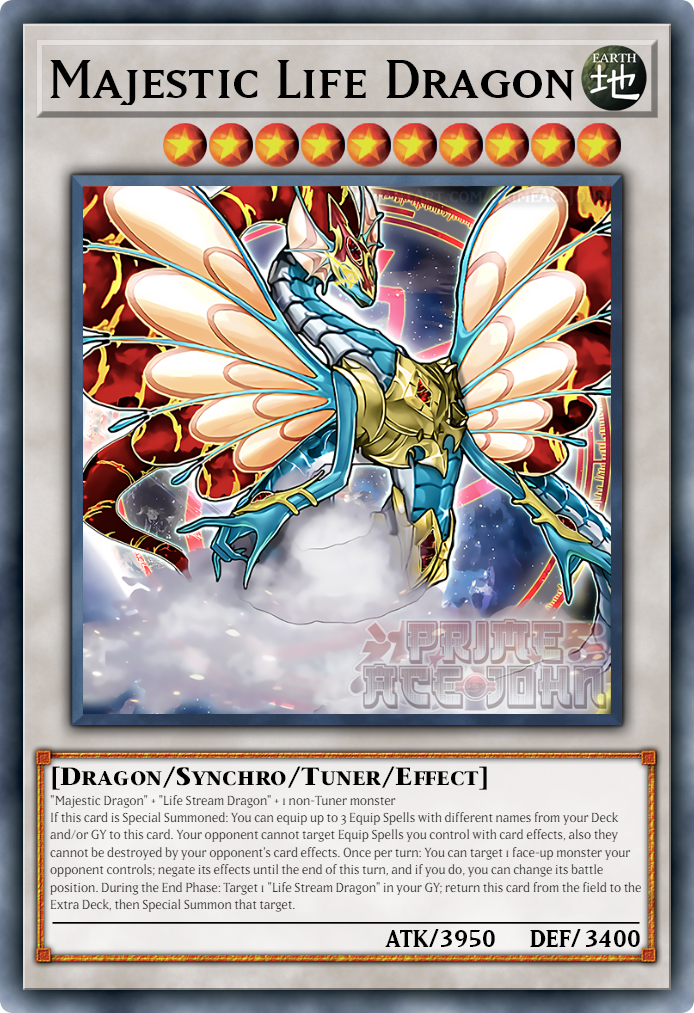 MAJESTIC LIFE DRAGON
EARTH
地
PRIME
ACE JOHN
[DRAGON/SYNCHRO/TUNER/EFFECT]
"Majestic Dragon" + "Life Stream Dragon" + 1 non-Tuner monster
If this card is Special Summoned: You can equip up to 3 Equip Spells with different names from your Deck
and/or GY to this card. Your opponent cannot target Equip Spells you control with card effects, also they
cannot be destroyed by your opponent's card effects. Once per turn: You can target 1 face-up monster your
opponent controls; negate its effects until the end of this turn, and if you do, you can change its battle
position. During the End Phase: Target 1 "Life Stream Dragon" in your GY; return this card from the field to the
Extra Deck, then Special Summon that target.
ATK/3950 DEF/3400